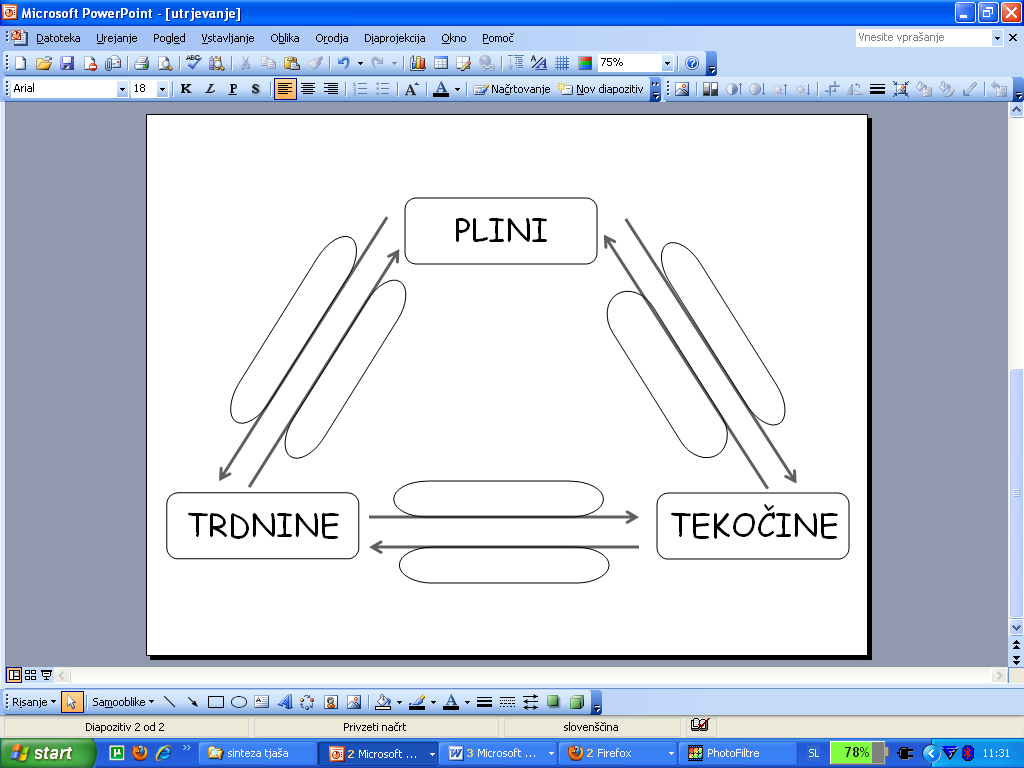 Microsoft PowerPoint - [utrjevanje]
Datoteka Urejanje Pogled Vstavljanje Oblika Orodja Diaprojekcija Okno Pomoč Vnesite vprašanje
75%
Arial 18 K L P S A A Načrtovanje Nov diapozitiv
PLINI
TRDNINE TEKOČINE
Risanje Samooblike
Diapozitiv 2 od 2 Privzeti načrt slovenščina
start sinteza tjaša 2 Microsoft ... 3 Microsoft ... 2 Firefox PhotoFiltre SL 78% 11:31